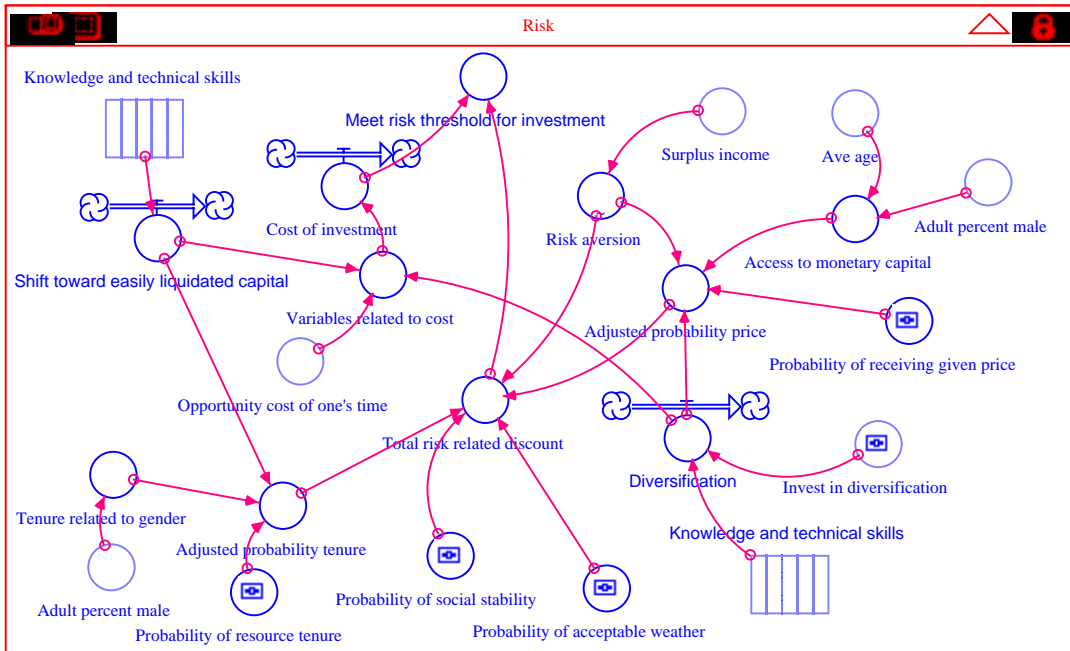 Risk
Knowledge and technical skills
Meet risk threshold for investment
Surplus income
Ave age
Adult percent male
Cost of investment
Risk aversion
Access to monetary capital
Shift toward easily liquidated capital
Variables related to cost
Adjusted probability price
Probability of receiving given price
Opportunity cost of one's time
Total risk related discount
Diversification
Invest in diversification
Tenure related to gender
Adjusted probability tenure
Knowledge and technical skills
Adult percent male
Probability of social stability
Probability of resource tenure
Probability of acceptable weather